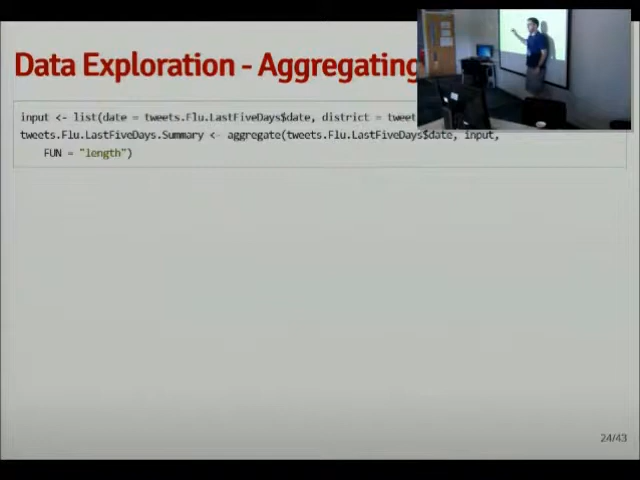 Data Exploration - Aggregating
input <- list(date = tweets.Flu.LastFiveDays$date, district = tweet
tweets.Flu.LastFiveDays.Summary <- aggregate(tweets.Flu.LastFiveDays$date, input,
FUN = "length")
24/43